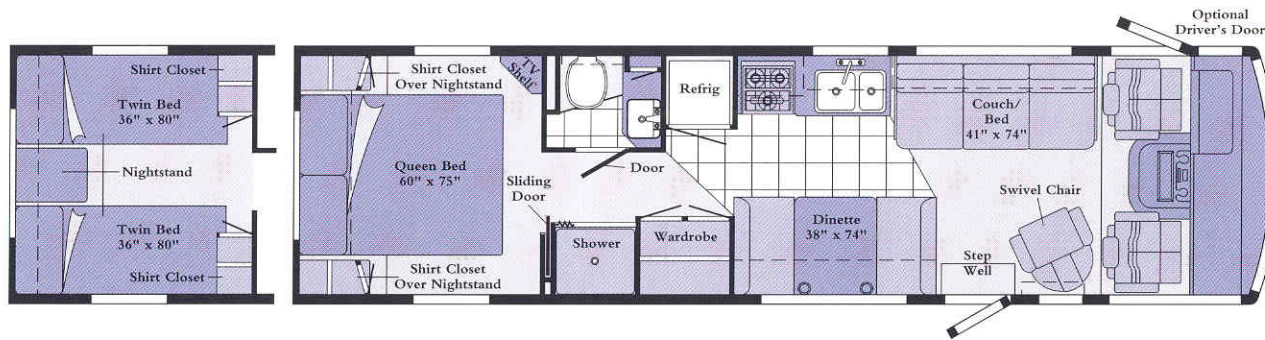 Optional
Driver's Door
Shirt Closet
Twin Bed
36" x 80"
Nightstand
Twin Bed
36" x 80"
Shirt Closet
Shirt Closet
Over Nightstand
TV
Shelf
Queen Bed
60" x 75"
Sliding
Door
Door
Shirt Closet
Over Nightstand
Shower
Wardrobe
Refrig
Couch/
Bed
41" x 74"
Swivel Chair
Dinette
38" x 74"
Step
Well